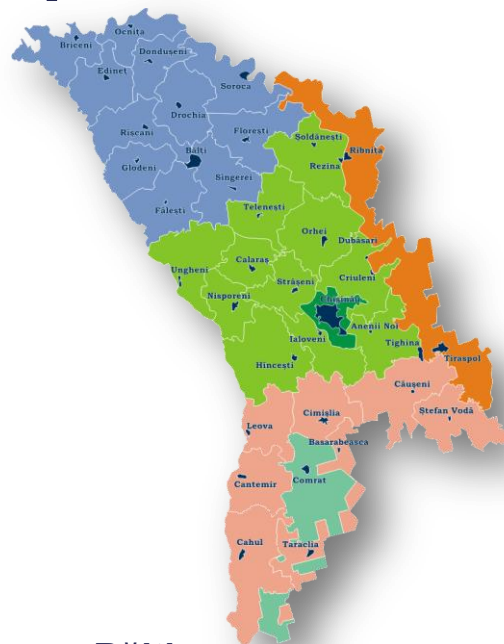 Ocnița
Briceni
Dondușeni
Edineț
Soroca
Drochia
Rîșcani
Florești
Șoldănești
Bălți
Rîbnița
Glodeni
Rezina
Sîngerei
Telenești
Fălești
Orhei
Dubăsari
Calaraș
Ungheni
Criuleni
Strășeni
Nisporeni
Chișinău
Anenii Noi
Ialoveni
Tighina
Tiraspol
Hîncești
Căușeni
Ștefan Vodă
Cimișlia
Leova
Basarabeasca
Comrat
Cantemir
Cahul
Taraclia